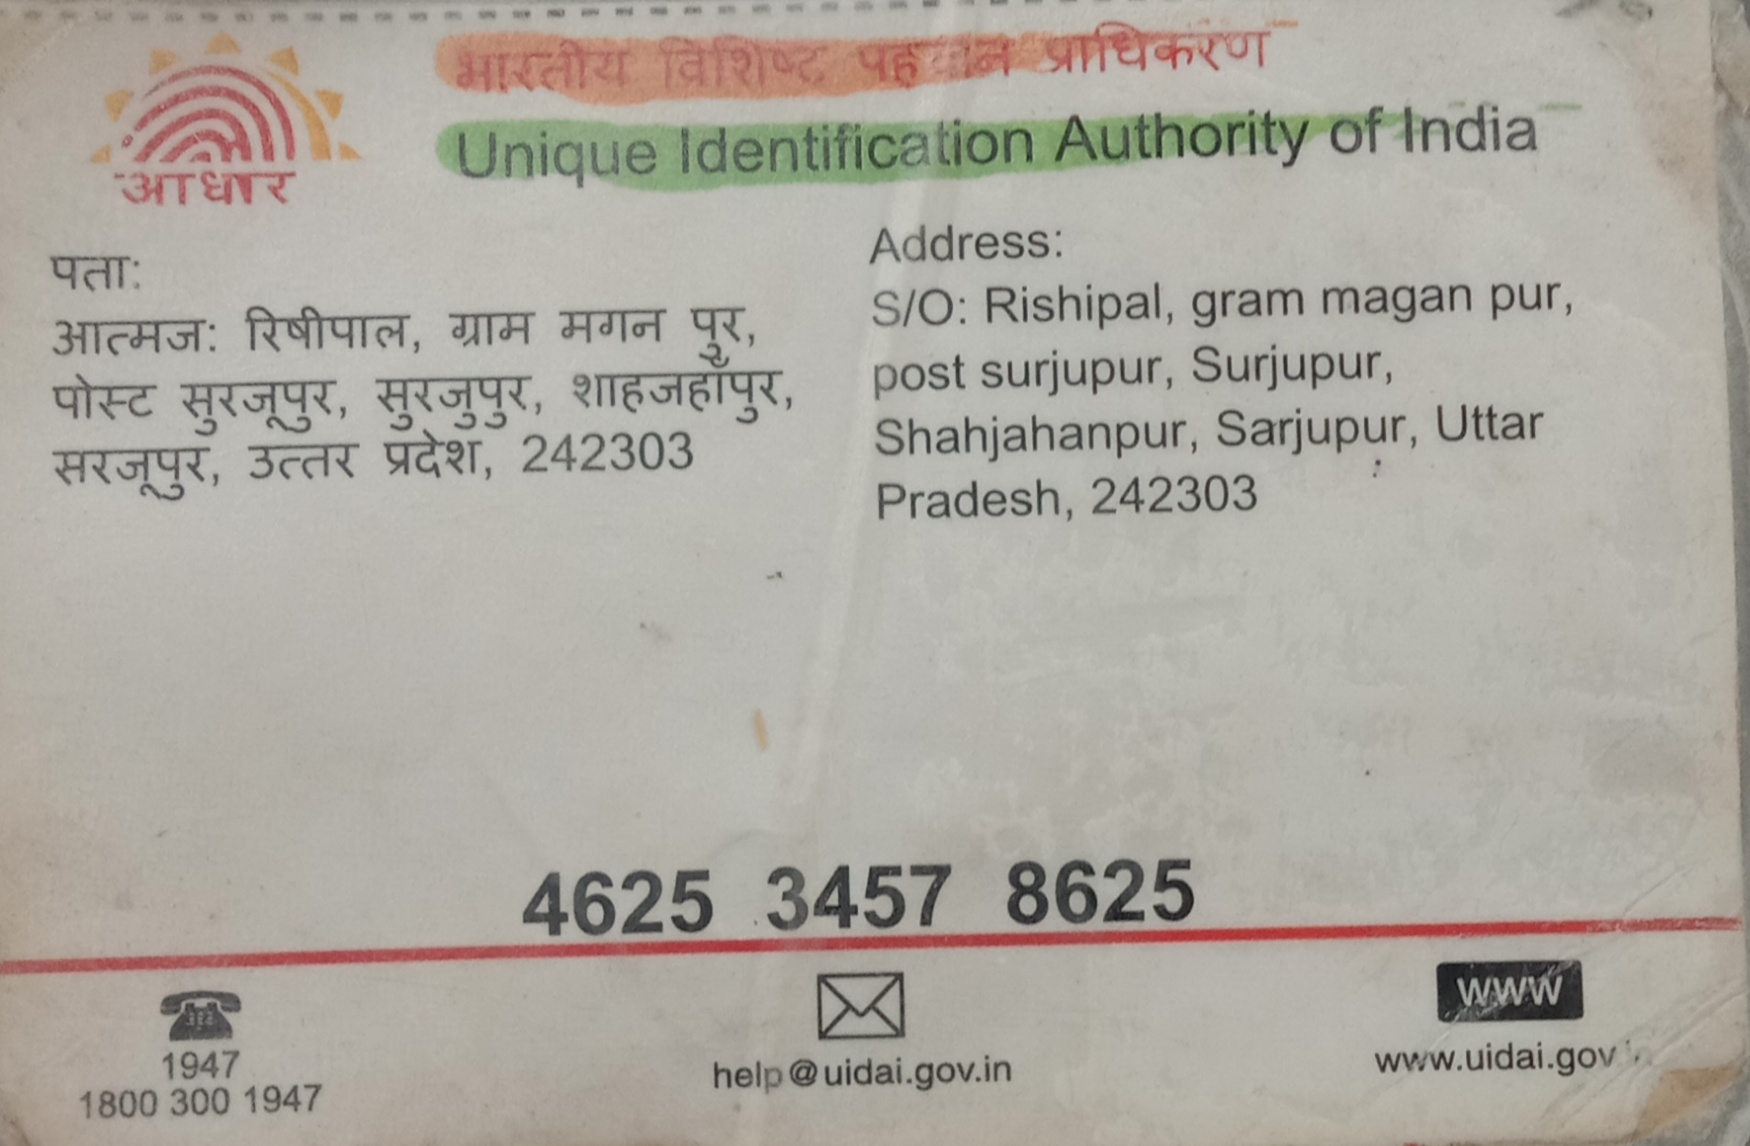 भारतीय विशिष्ट पहचान प्राधिकरण
Unique Identification Authority of India
आधार
पता:
आत्मज: रिषीपाल, ग्राम मगन पुर,
पोस्ट सुरजूपुर, सुरजुपुर, शाहजहाँपुर,
सरजूपुर, उत्तर प्रदेश, 242303
Address:
S/O: Rishipal, gram magan pur,
post surjupur, Surjupur,
Shahjahanpur, Sarjupur, Uttar
Pradesh, 242303
4625 3457 8625
1947
1800 300 1947
help@uidai.gov.in
WWW
www.uidai.gov.in